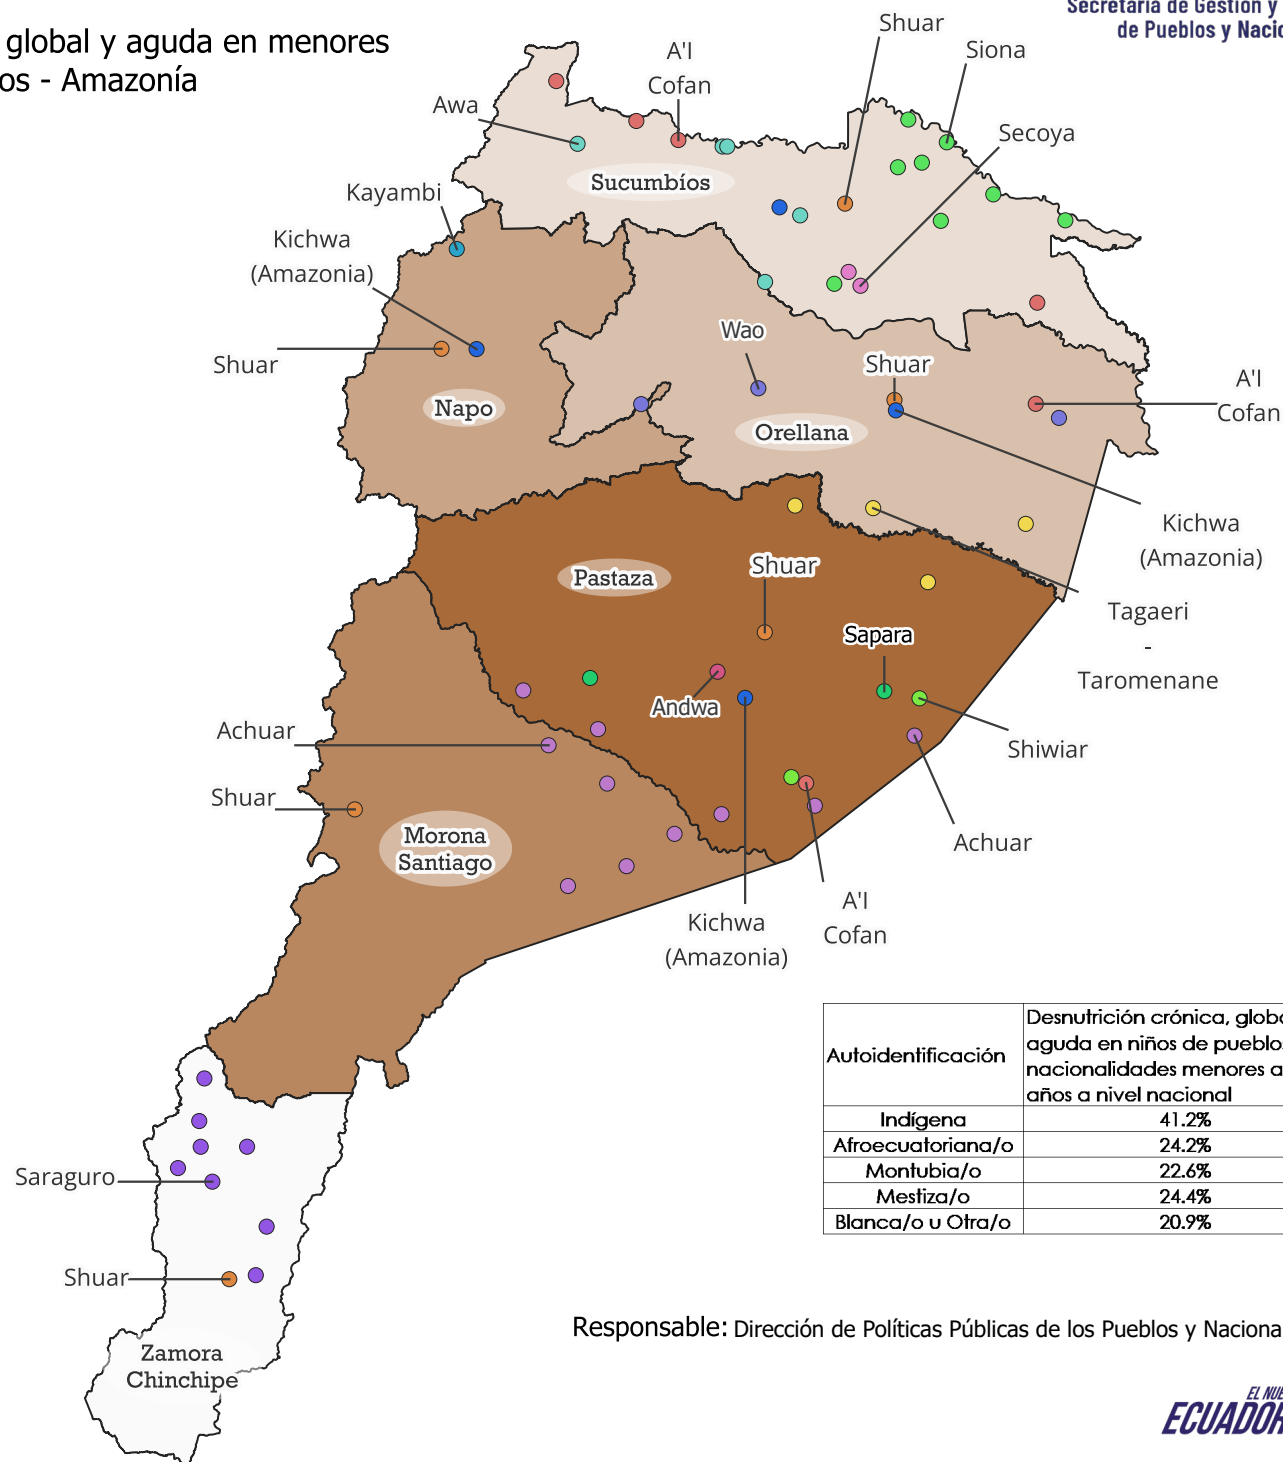 Secretaría de Gestión y
de Pueblos y Nacio
global y aguda en menores
os - Amazonía
Shuar
Siona
A'I
Cofan
Awa
Secoya
Sucumbíos
Kayambi
Kichwa
(Amazonia)
Wao
Shuar
Shuar
A'I
Cofan
Napo
Orellana
Kichwa
(Amazonia)
Pastaza
Shuar
Tagaeri
-
Taromenane
Sapara
Andwa
Achuar
Shiwiar
Shuar
Morona
Santiago
Achuar
A'I
Cofan
Kichwa
(Amazonia)
Autoidentificación
Desnutrición crónica, globa
aguda en niños de pueblos
nacionalidades menores a
años a nivel nacional
Indígena 41.2%
Afroecuatoriana/o 24.2%
Montubia/o 22.6%
Mestiza/o 24.4%
Blanca/o u Otra/o 20.9%
Saraguro
Shuar
Zamora
Chinchipe
Responsable: Dirección de Políticas Públicas de los Pueblos y Naciona
EL NUE
ECUADOR